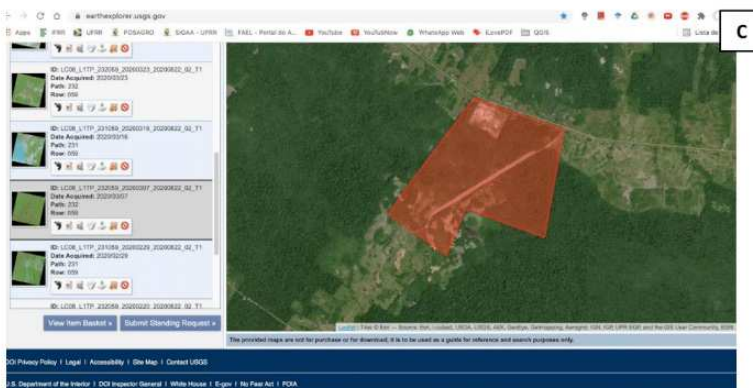 earthexplorer.usgs.gov
C
Apps
UFRR
POSAGRO
SIGAA - UFRR
YouTube
YouTubNow
WhatsApp Web
iLovePDF
QGIS
ID: LC08_L1TP_232059_20200323_20200822_02_T1
Date Acquired: 2020/03/23
Path: 232
Row: 059
ID: LC08_L1TP_231059_20200316_20200822_02_T1
Date Acquired: 2020/03/16
Path: 231
Row: 059
ID: LC08_L1TP_232059_20200307_20200822_02_T1
Date Acquired: 2020/03/07
Path: 232
Row: 059
ID: LC08_L1TP_231059_20200229_20200822_02_T1
Date Acquired: 2020/02/29
Path: 231
Row: 059
ID: LC08_L1TP_232059_20200220_20200822_02_T1
View Item Basket »
Submit Standing Request »
The provided maps are not for purchase or for download, it is to be used as a guide for reference and search purposes only.
DOI Privacy Policy | Legal | Accessibility | Site Map | Contact USGS
U.S. Department of the Interior | DOI Inspector General | White House | E-gov | No Fear Act | FOIA